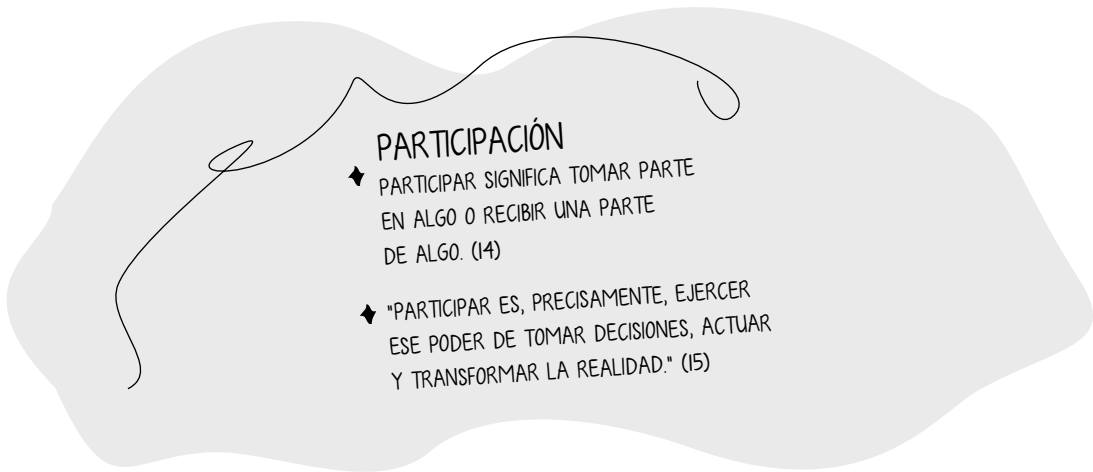 PARTICIPACIÓN
PARTICIPAR SIGNIFICA TOMAR PARTE
EN ALGO O RECIBIR UNA PARTE
DE ALGO. (14)
"PARTICIPAR ES, PRECISAMENTE, EJERCER
ESE PODER DE TOMAR DECISIONES, ACTUAR
Y TRANSFORMAR LA REALIDAD." (15)